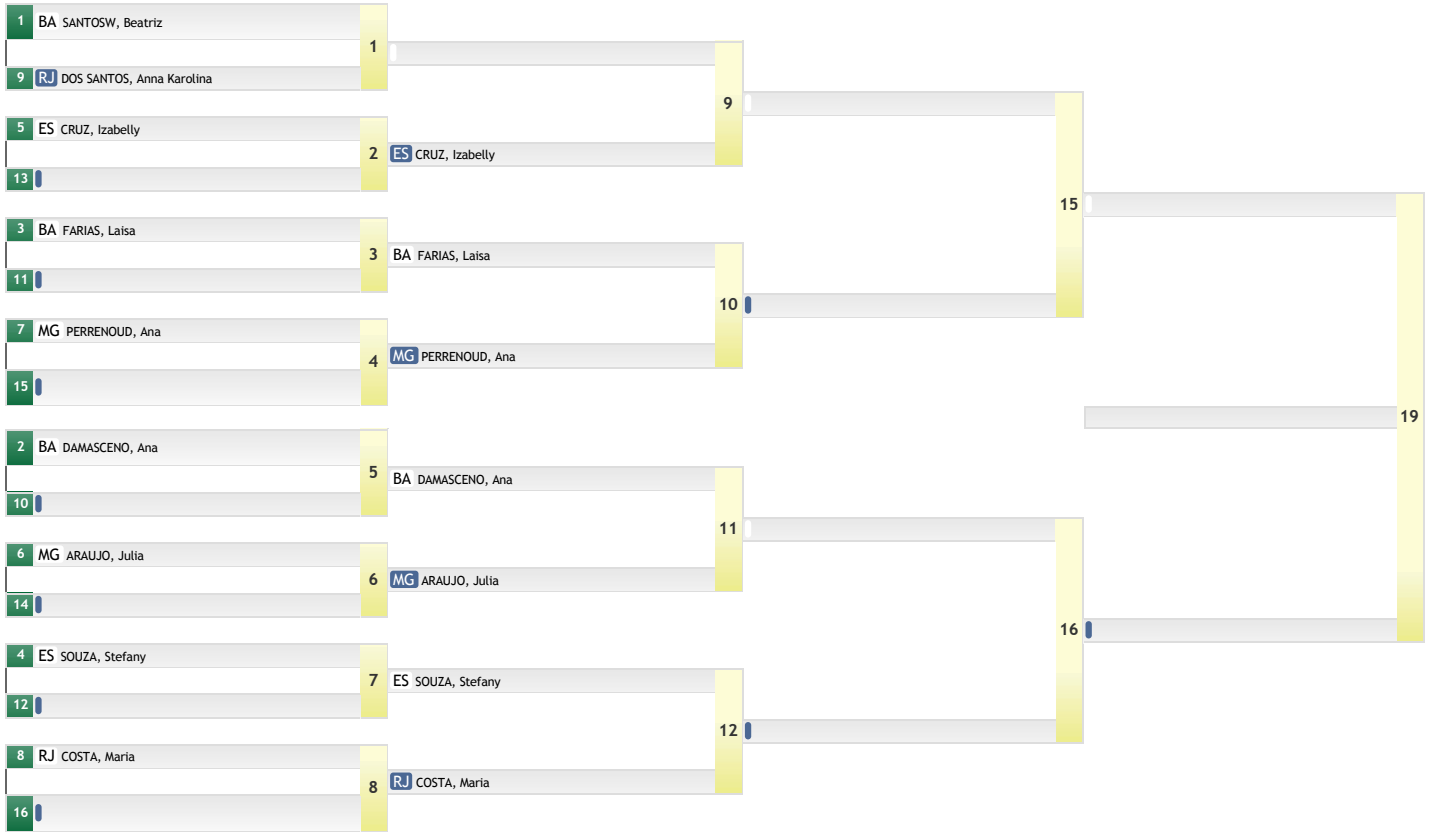 1 BA SANTOSW, Beatriz
1
9 RJ DOS SANTOS, Anna Karolina
9
5 ES CRUZ, Izabelly
2 ES CRUZ, Izabelly
13
15
3 BA FARIAS, Laisa
3 BA FARIAS, Laisa
11
10
7 MG PERRENOUD, Ana
4 MG PERRENOUD, Ana
15
19
2 BA DAMASCENO, Ana
5 BA DAMASCENO, Ana
10
11
6 MG ARAUJO, Julia
6 MG ARAUJO, Julia
14
16
4 ES SOUZA, Stefany
7 ES SOUZA, Stefany
12
12
8 RJ COSTA, Maria
8 RJ COSTA, Maria
16